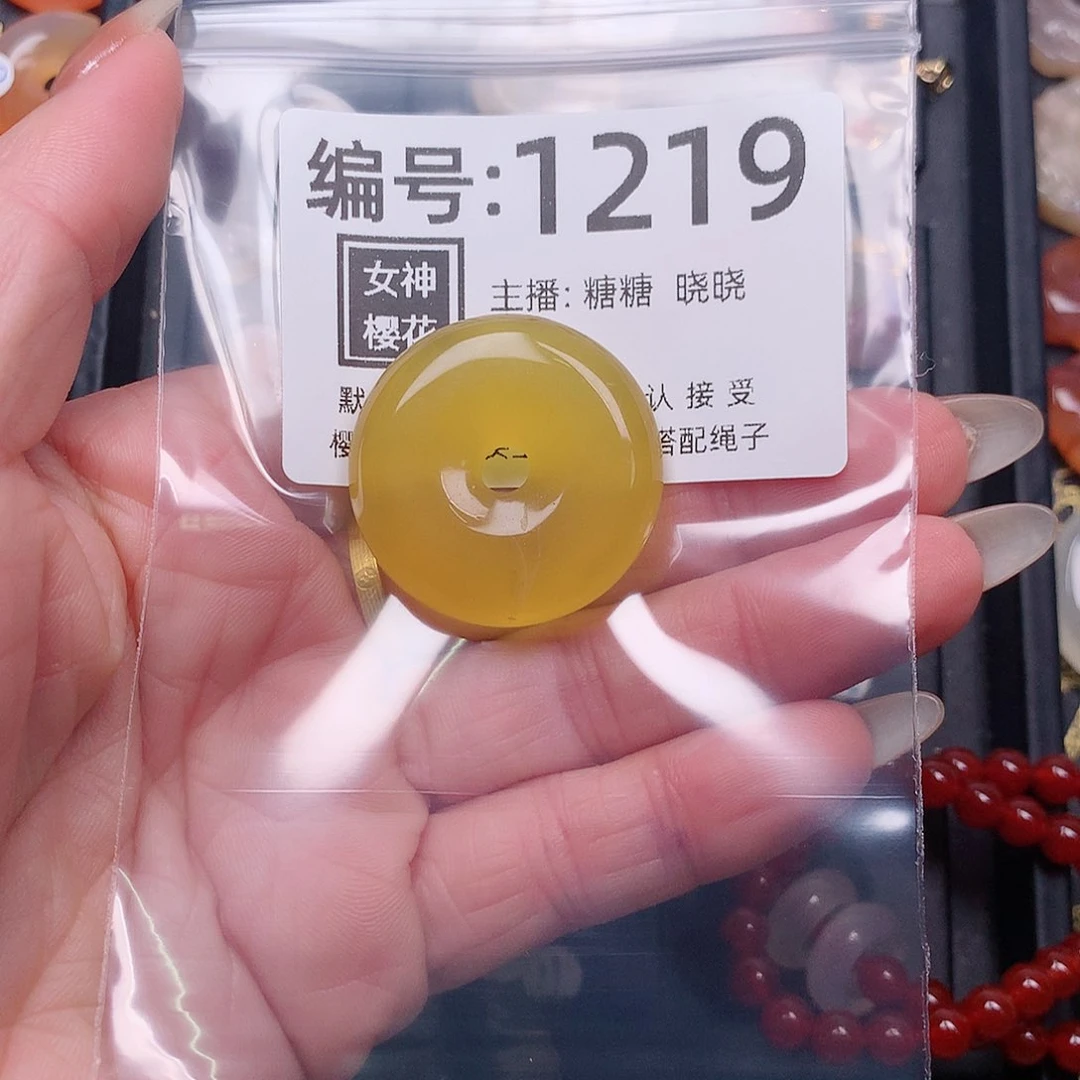 编号:1219
女神
樱花
主播: 糖糖 晓晓
默 认 接 受
樱 搭配绳子